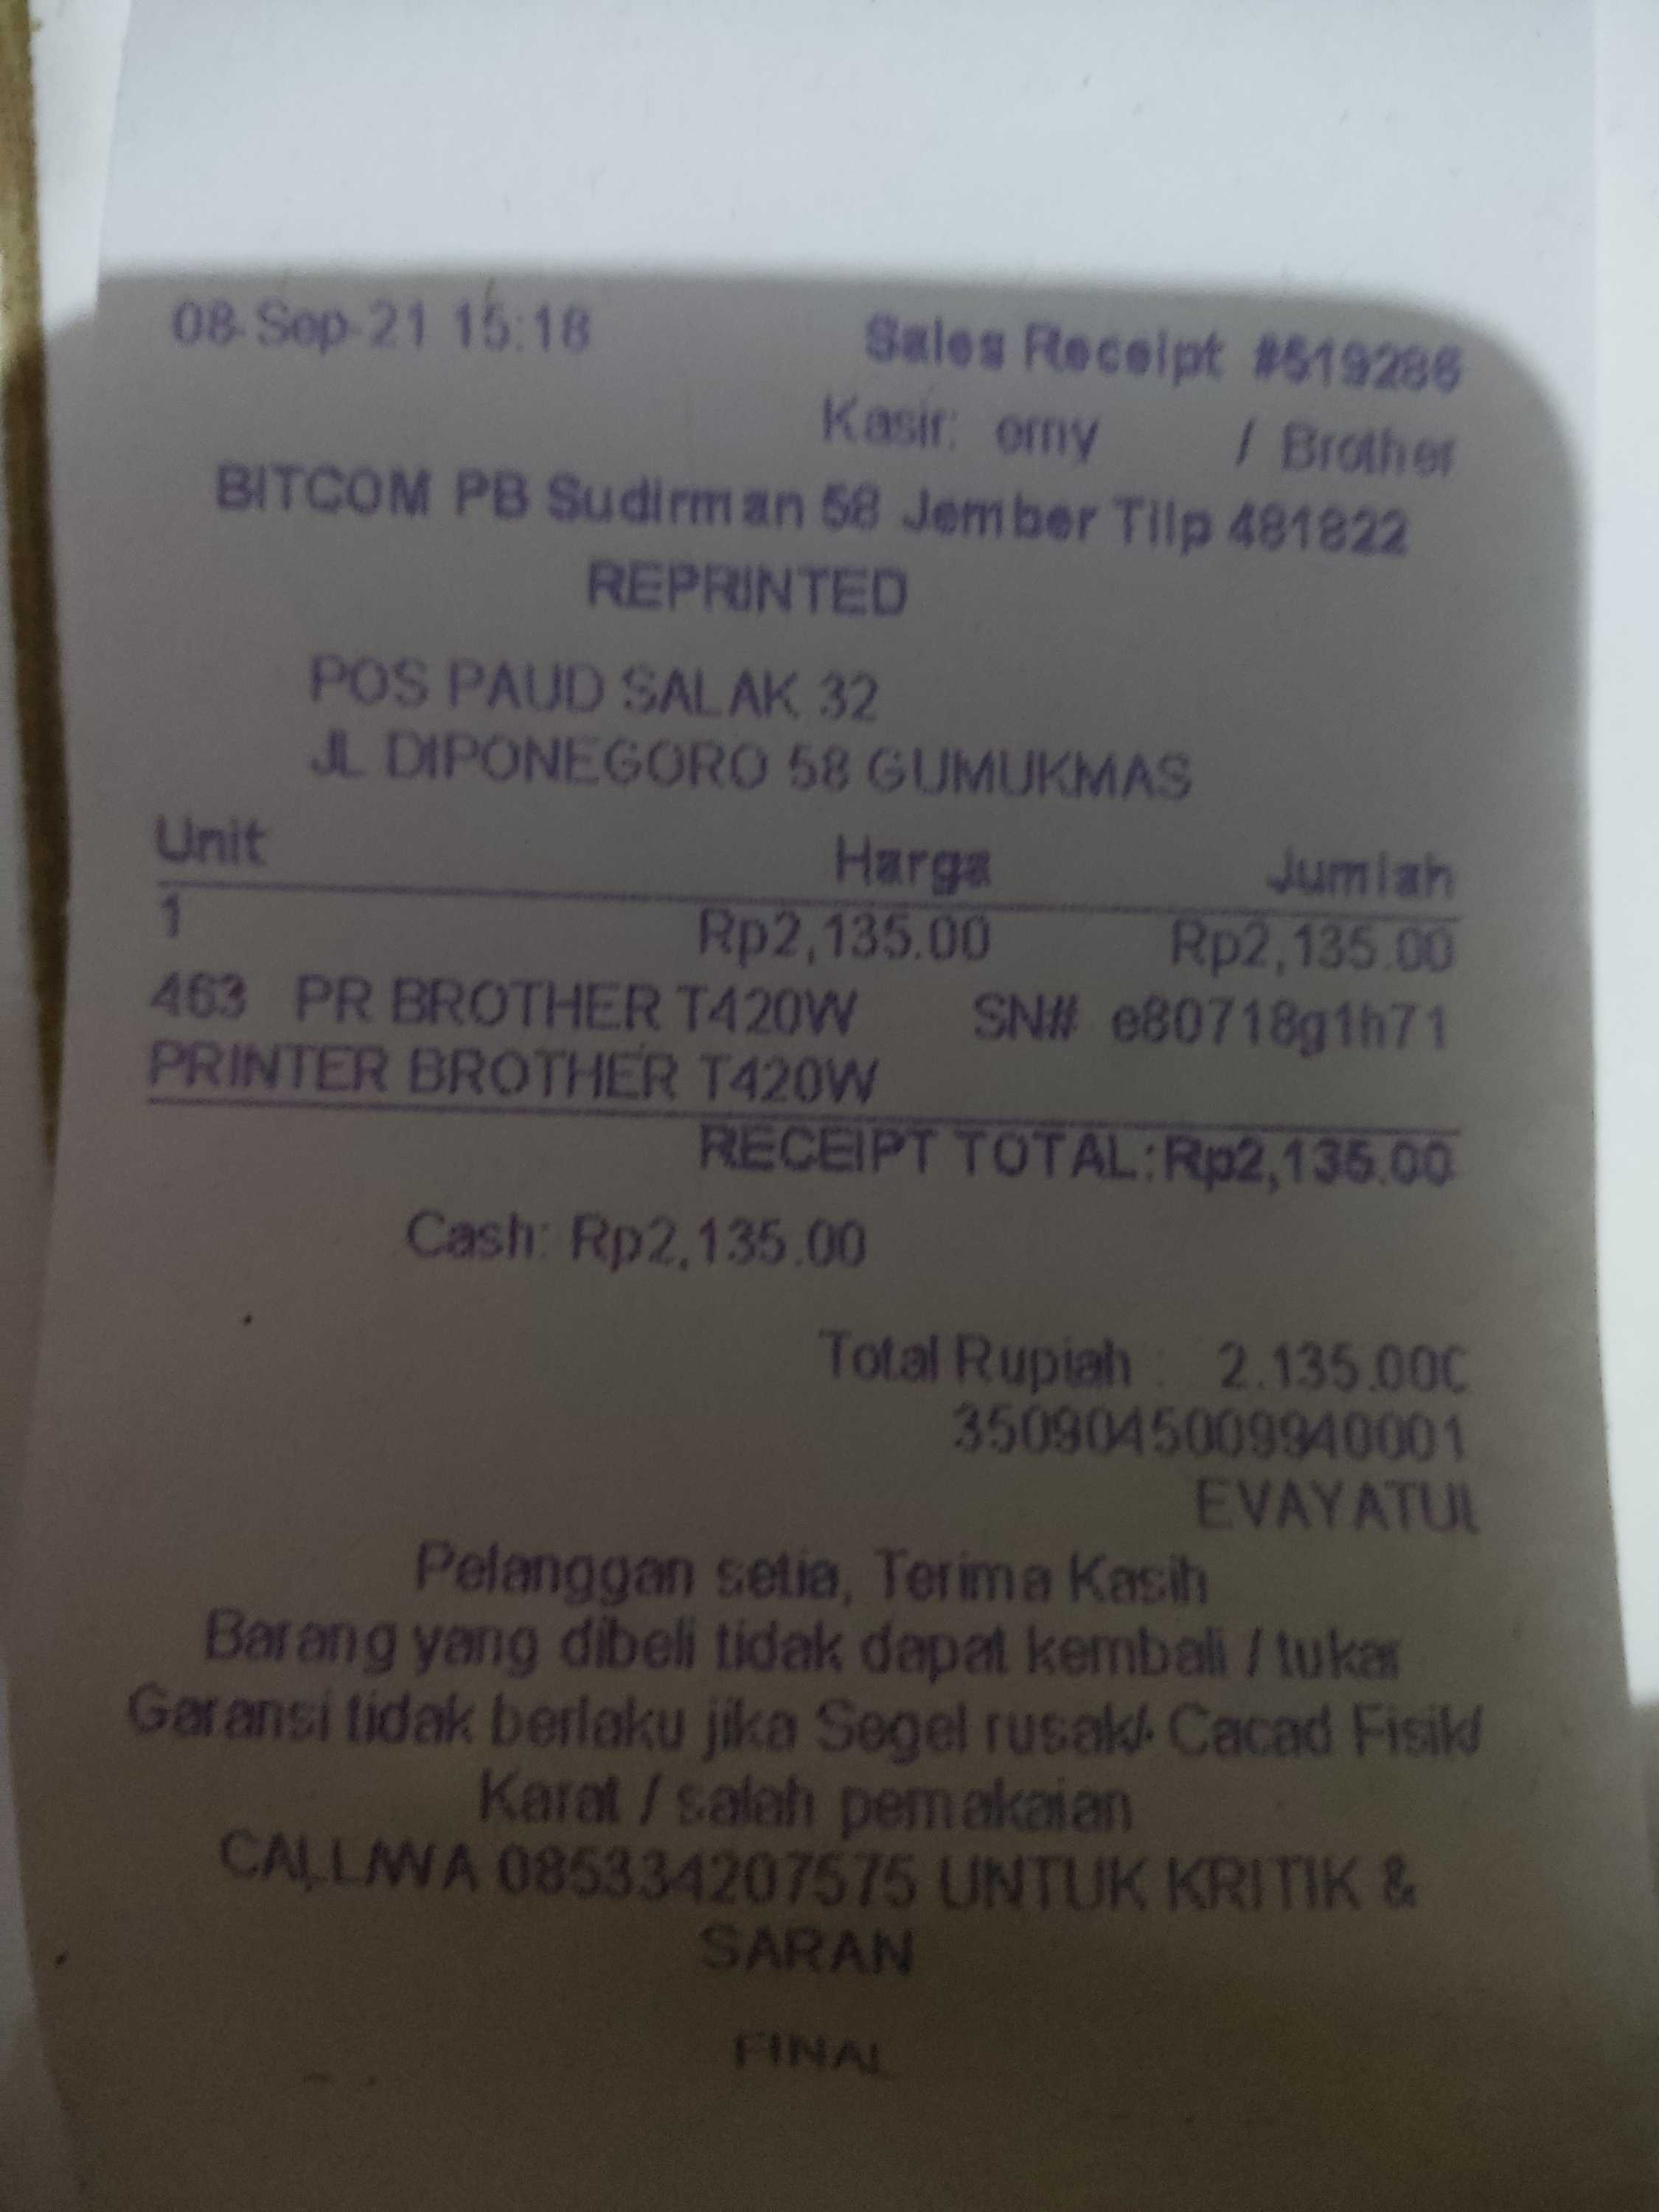 08-Sep-21 15:18 Sales Receipt #519286
Kasir: omy / Brother
BITCOM PB Sudirman 58 Jember Tilp 481822
REPRINTED
POS PAUD SALAK 32
JL DIPONEGORO 58 GUMUKMAS
Unit Harga Jumlah
1 Rp2,135.00 Rp2,135.00
463 PR BROTHER T420W SN# e80718g1h71
PRINTER BROTHER T420W
RECEIPT TOTAL: Rp2,135.00
Cash: Rp2,135.00
Total Rupiah : 2.135.000
3509045009940001
EVAYATUL
Pelanggan setia, Terima Kasih
Barang yang dibeli tidak dapat kembali / tukar
Garansi tidak berlaku jika Segel rusak/ Cacad Fisik/
Karat / salah pemakaian
CALL/WA 085334207575 UNTUK KRITIK &
SARAN
FINAL